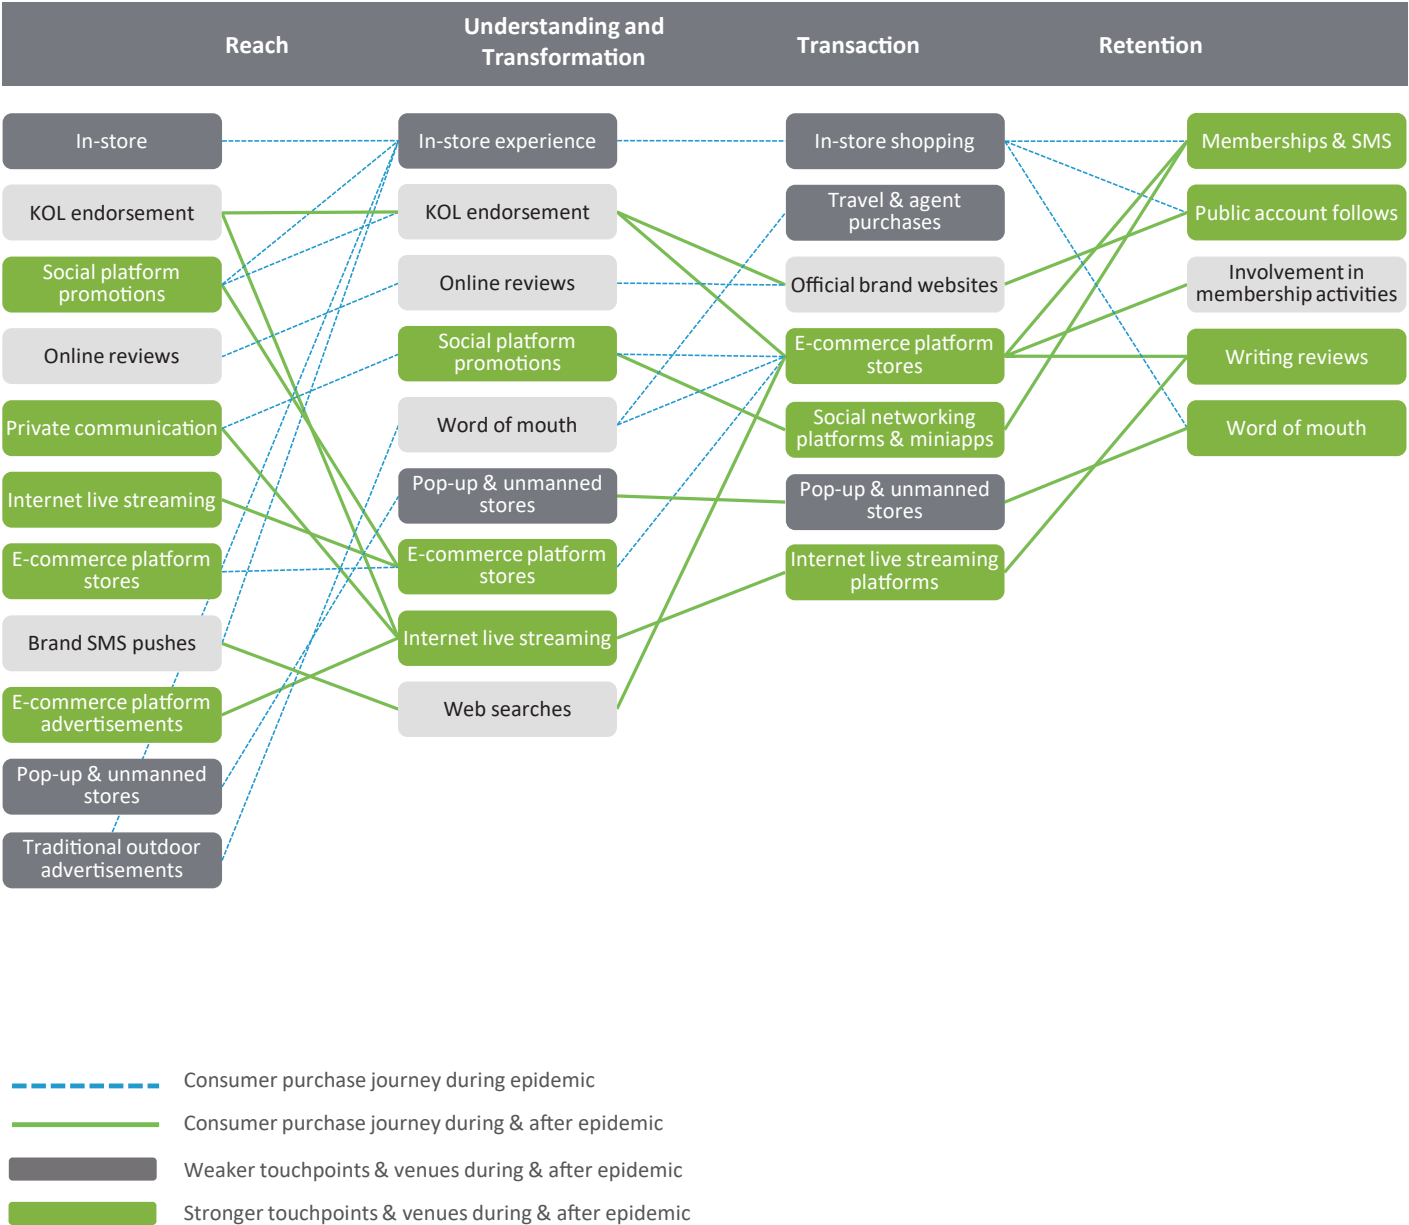 Reach
Understanding and
Transformation
Transaction
Retention
In-store
KOL endorsement
Social platform
promotions
Online reviews
Private communication
Internet live streaming
E-commerce platform
stores
Brand SMS pushes
E-commerce platform
advertisements
Pop-up & unmanned
stores
Traditional outdoor
advertisements
In-store experience
KOL endorsement
Online reviews
Social platform
promotions
Word of mouth
Pop-up & unmanned
stores
E-commerce platform
stores
Internet live streaming
Web searches
In-store shopping
Travel & agent
purchases
Official brand websites
E-commerce platform
stores
Social networking
platforms & miniapps
Pop-up & unmanned
stores
Internet live streaming
platforms
Memberships & SMS
Public account follows
Involvement in
membership activities
Writing reviews
Word of mouth
Consumer purchase journey during epidemic
Consumer purchase journey during & after epidemic
Weaker touchpoints & venues during & after epidemic
Stronger touchpoints & venues during & after epidemic